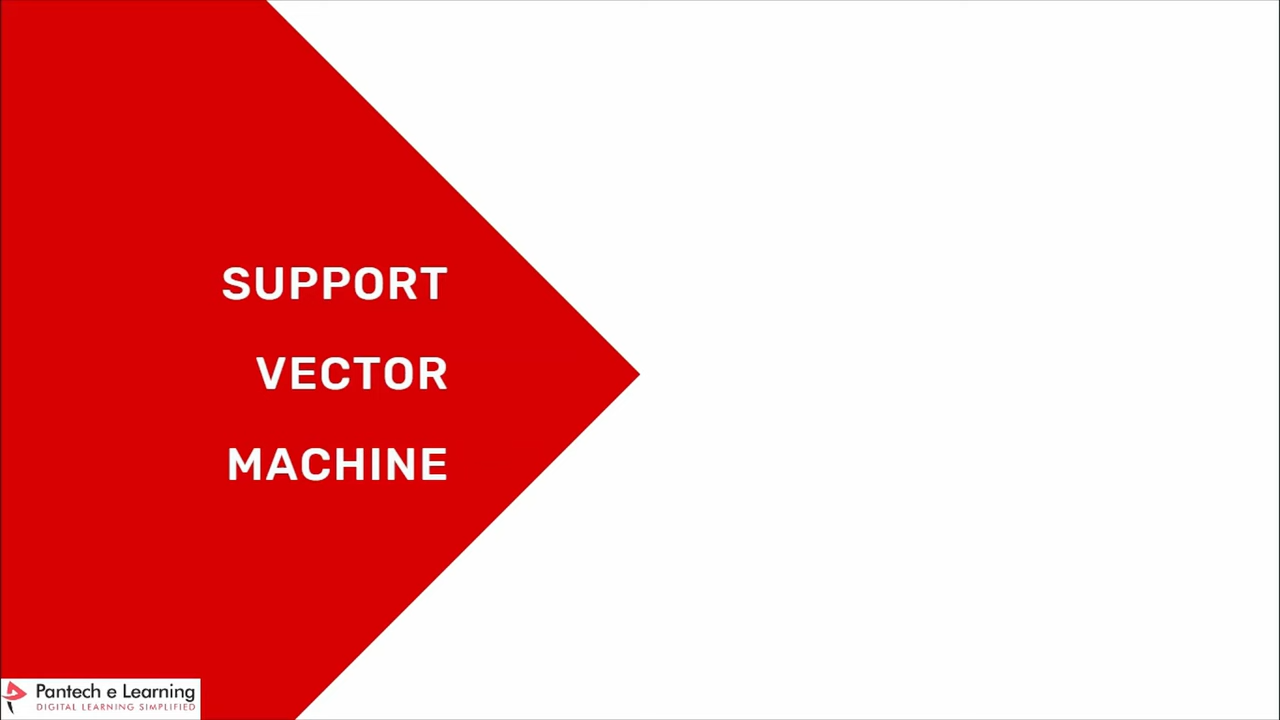 SUPPORT
VECTOR
MACHINE
Pantech e Learning
DIGITAL LEARNING SIMPLIFIED